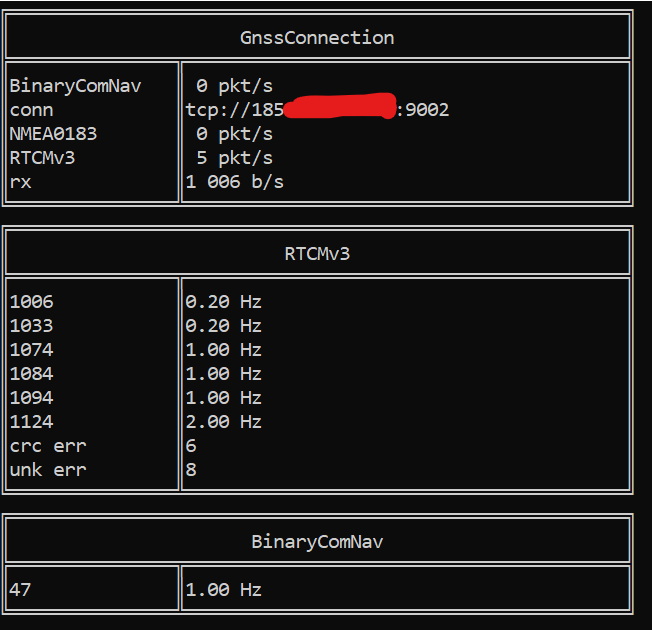 GnssConnection
BinaryComNav 0 pkt/s
conn tcp://185 :9002
NMEA0183 0 pkt/s
RTCMv3 5 pkt/s
rx 1 006 b/s
RTCMv3
1006 0.20 Hz
1033 0.20 Hz
1074 1.00 Hz
1084 1.00 Hz
1094 1.00 Hz
1124 2.00 Hz
crc err 6
unk err 8
BinaryComNav
47 1.00 Hz